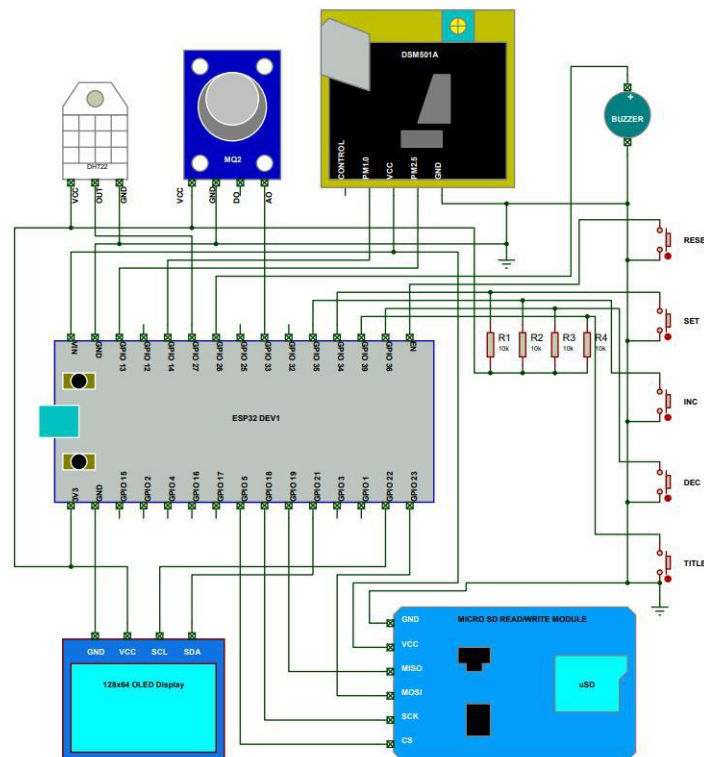 DSM501A
CONTROL
PM1.0
VCC
PM2.5
GND
BUZZER
+
DHT22
VCC
OUT
GND
MQ2
VCC
GND
DO
AO
RESET
SET
INC
DEC
TITLE
R1
10k
R2
10k
R3
10k
R4
10k
VIN
GND
GPIO 13
GPIO 12
GPIO 14
GPIO 27
GPIO 26
GPIO 25
GPIO 33
GPIO 32
GPIO 35
GPIO 34
GPIO 39
GPIO 36
EN
ESP32 DEV1
3V3
GND
GPIO 15
GPIO 2
GPIO 4
GPIO 16
GPIO 17
GPIO 5
GPIO 18
GPIO 19
GPIO 21
GPIO 3
GPIO 1
GPIO 22
GPIO 23
GND VCC SCL SDA
128x64 OLED Display
MICRO SD READ/WRITE MODULE
GND
VCC
MISO
MOSI
SCK
CS
uSD